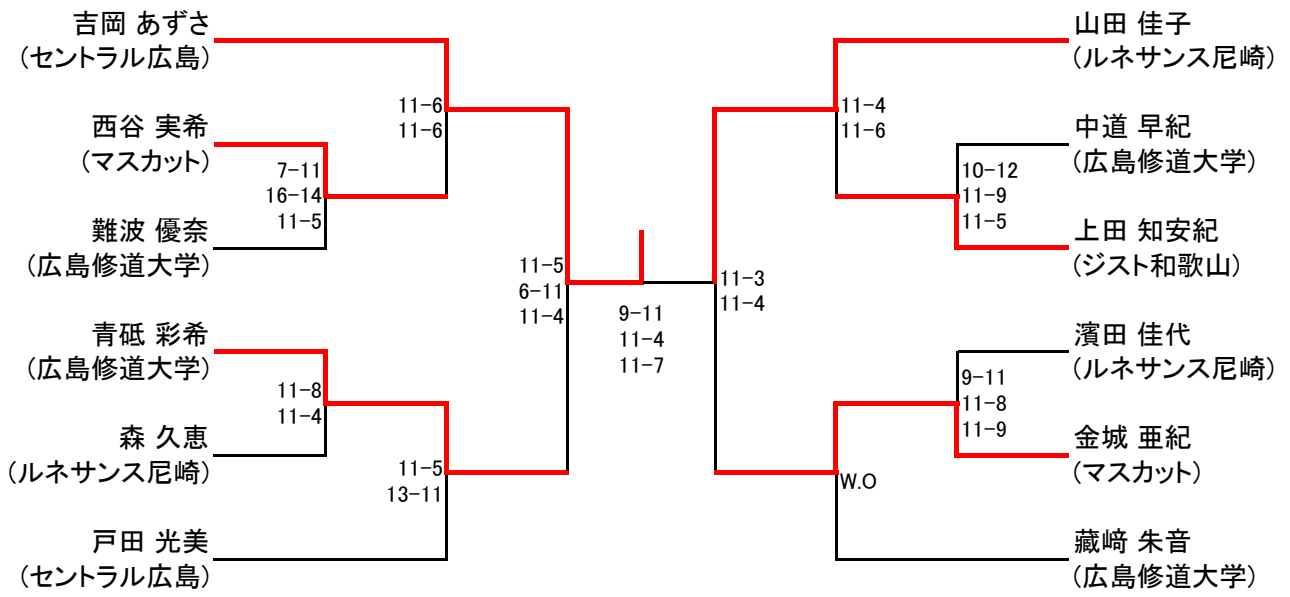 吉岡 あずさ
(セントラル広島)
西谷 実希
(マスカット)
難波 優奈
(広島修道大学)
青砥 彩希
(広島修道大学)
森 久恵
(ルネサンス尼崎)
戸田 光美
(セントラル広島)
11-6
11-6
7-11
16-14
11-5
11-8
11-4
11-5
13-11
11-5
6-11
11-4
9-11
11-4
11-7
11-3
11-4
11-4
11-6
10-12
11-9
11-5
9-11
11-8
11-9
W.O
山田 佳子
(ルネサンス尼崎)
中道 早紀
(広島修道大学)
上田 知安紀
(ジスト和歌山)
濱田 佳代
(ルネサンス尼崎)
金城 亜紀
(マスカット)
藏﨑 朱音
(広島修道大学)